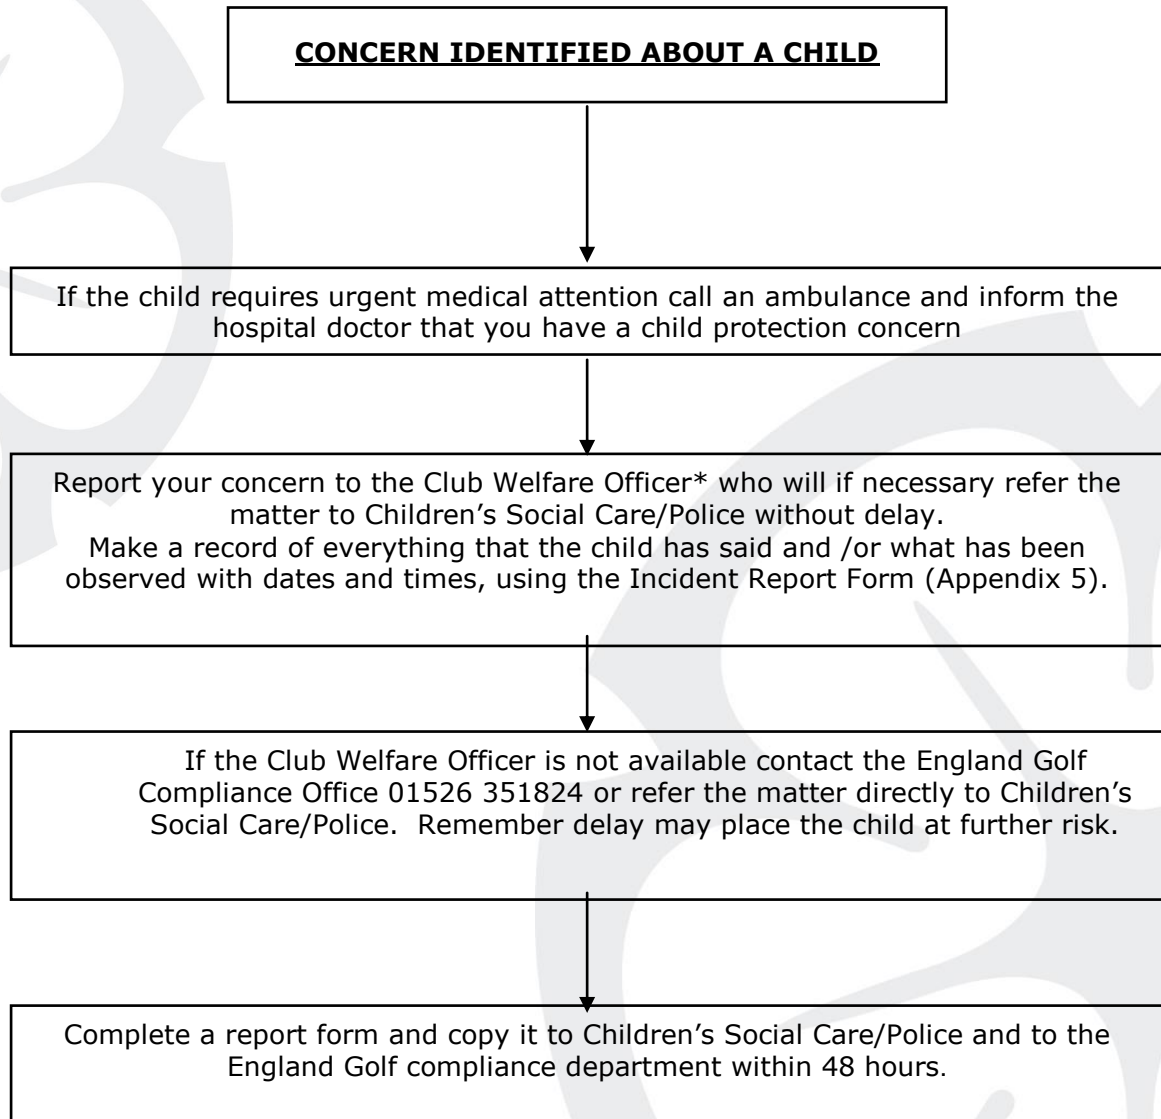 CONCERN IDENTIFIED ABOUT A CHILD
If the child requires urgent medical attention call an ambulance and inform the
hospital doctor that you have a child protection concern
Report your concern to the Club Welfare Officer* who will if necessary refer the
matter to Children’s Social Care/Police without delay.
Make a record of everything that the child has said and /or what has been
observed with dates and times, using the Incident Report Form (Appendix 5).
If the Club Welfare Officer is not available contact the England Golf
Compliance Office 01526 351824 or refer the matter directly to Children’s
Social Care/Police.  Remember delay may place the child at further risk.
Complete a report form and copy it to Children’s Social Care/Police and to the
England Golf compliance department within 48 hours.